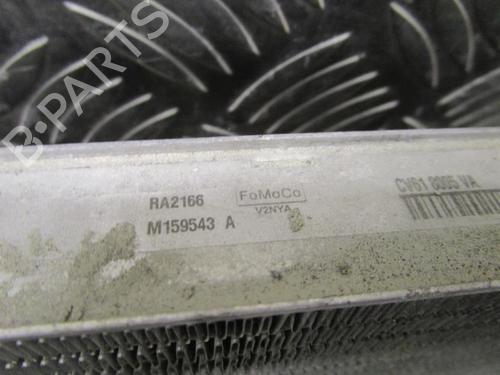 B-PARTS
RA2166
M159543 A
FoMoCo
V2NYA
CV61 8005 VA